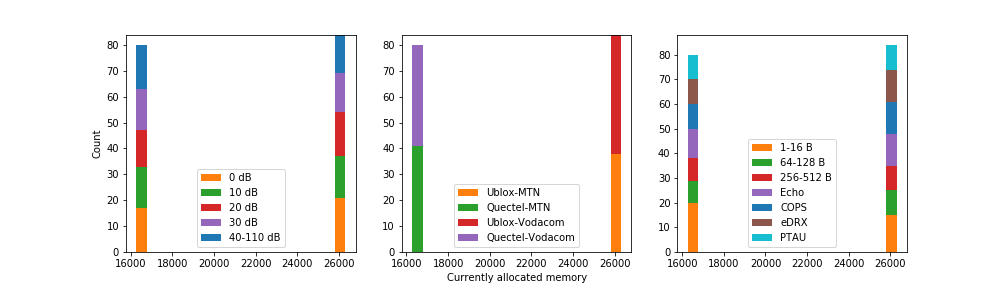 Count
80
70
60
50
40
30
20
10
0
0 dB
10 dB
20 dB
30 dB
40-110 dB
16000 18000 20000 22000 24000 26000
80
70
60
50
40
30
20
10
0
Ublox-MTN
Quectel-MTN
Ublox-Vodacom
Quectel-Vodacom
16000 18000 20000 22000 24000 26000
Currently allocated memory
80
70
60
50
40
30
20
10
0
1-16 B
64-128 B
256-512 B
Echo
COPS
eDRX
PTAU
16000 18000 20000 22000 24000 26000